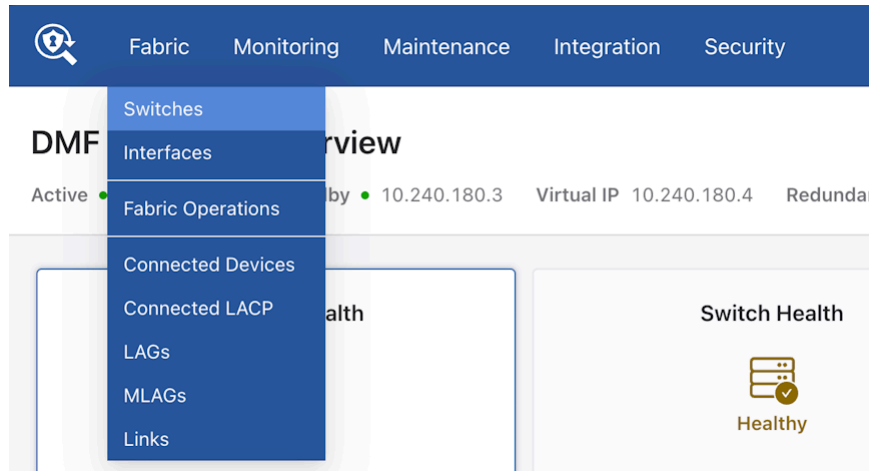 Fabric Monitoring Maintenance Integration Security
Switches
Interfaces
Fabric Operations
Connected Devices
Connected LACP
LAGs
MLAGs
Links
DMF rview
Active by 10.240.180.3 Virtual IP 10.240.180.4 Redunda
alth
Switch Health
Healthy